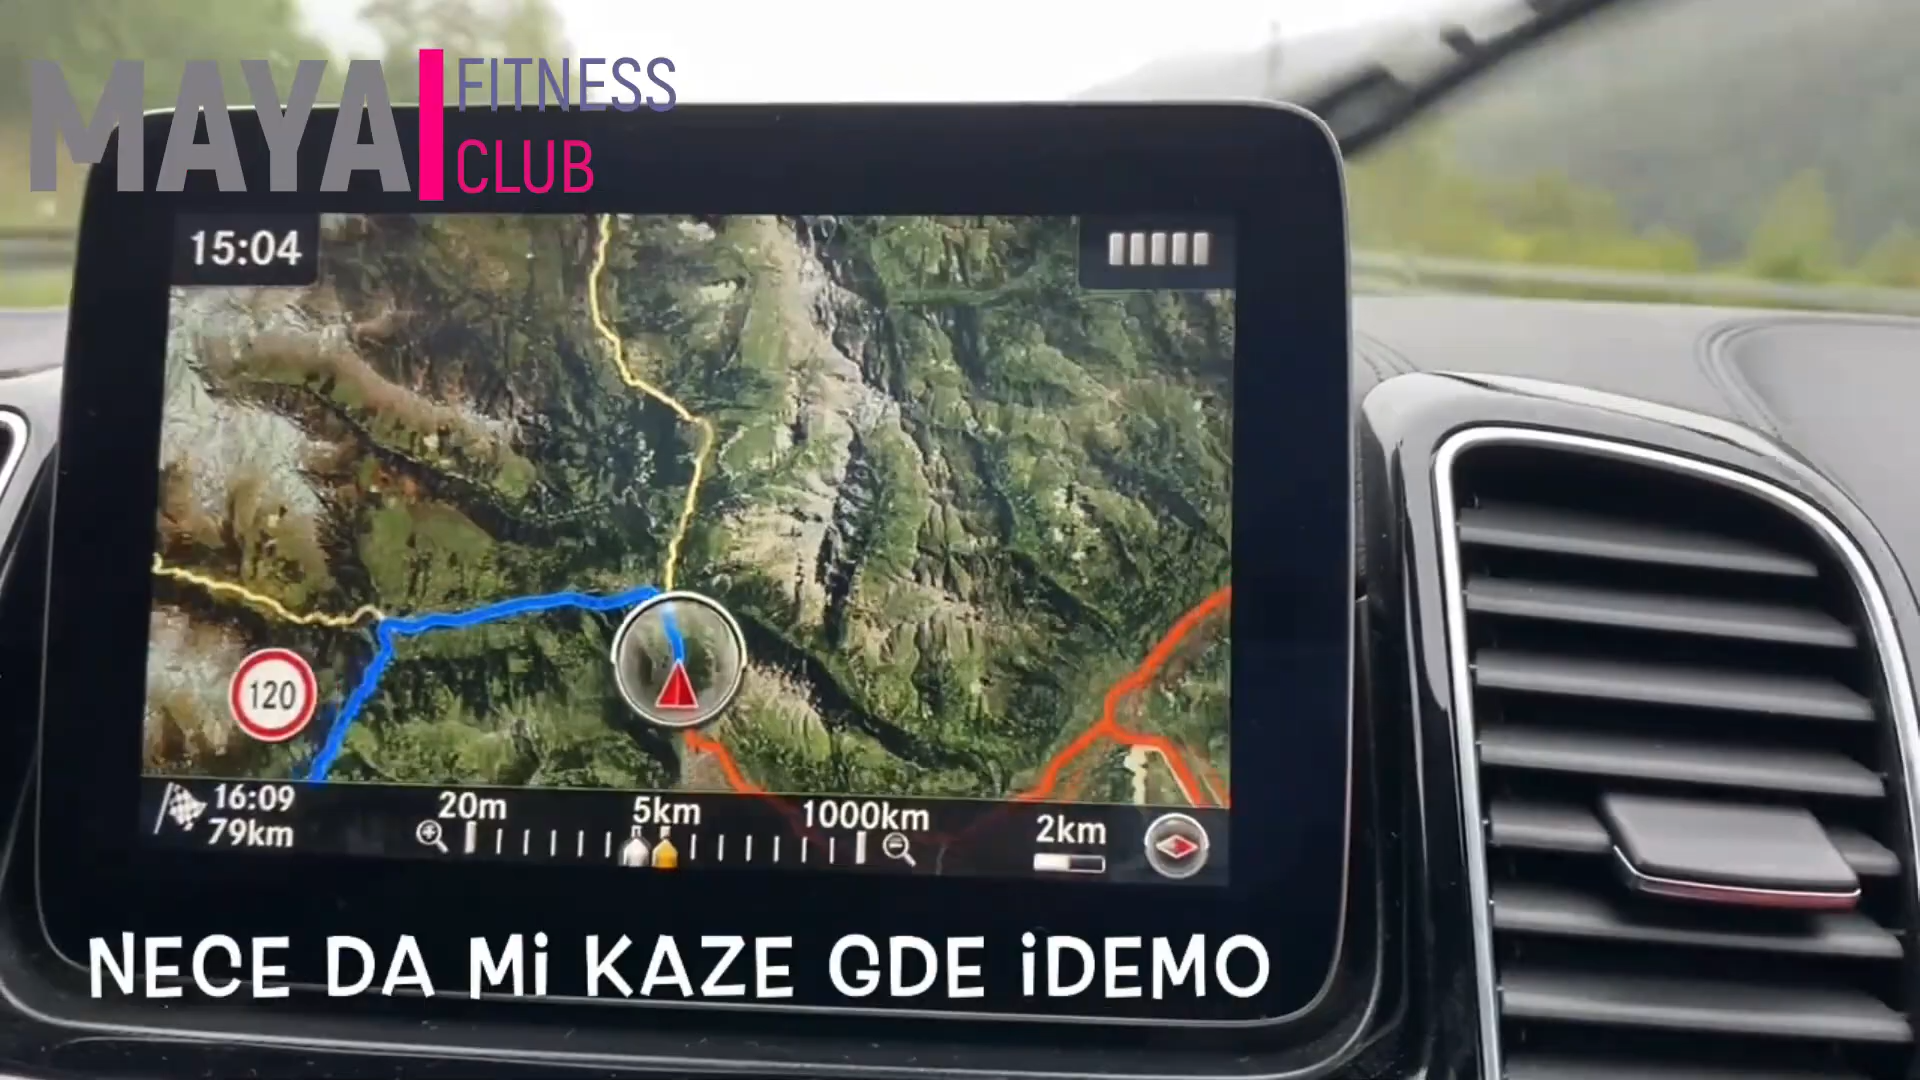 MAYA
FITNESS
CLUB
15:04
120
16:09
79km
20m
5km
1000km
2km
NECE DA Mi KAZE GDE iDEMO